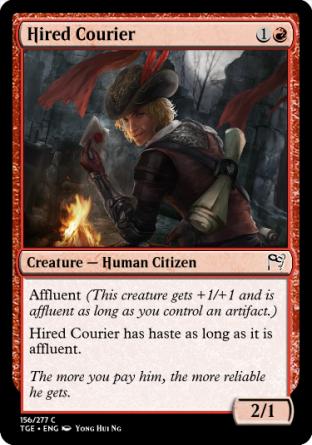 Hired Courier 1
Creature — Human Citizen
Affluent (This creature gets +1/+1 and is
affluent as long as you control an artifact.)
Hired Courier has haste as long as it is
affluent.
The more you pay him, the more reliable
he gets.
2/1
156/277 C
TGE • ENG Yong Hui Ng